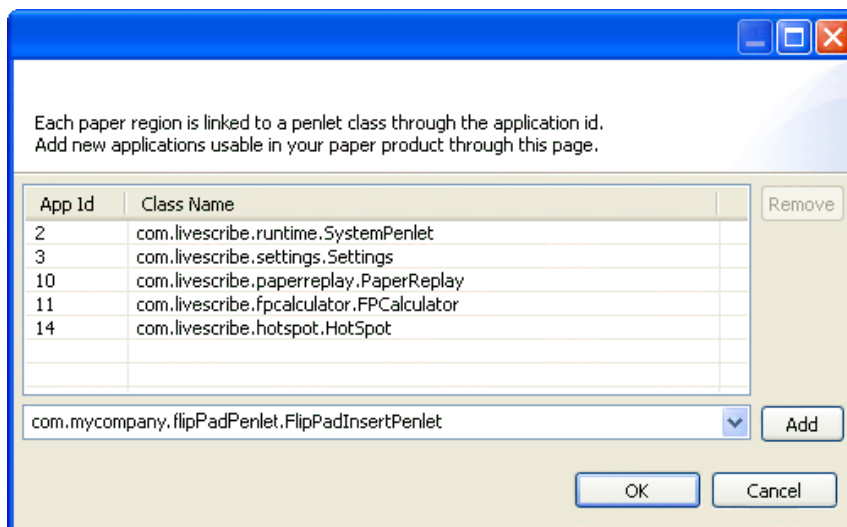 Each paper region is linked to a penlet class through the application id.
Add new applications usable in your paper product through this page.
App Id Class Name
Remove
2 com.livescribe.runtime.SystemPenlet
3 com.livescribe.settings.Settings
10 com.livescribe.paperreplay.PaperReplay
11 com.livescribe.fpcalculator.FPCalculator
14 com.livescribe.hotspot.HotSpot
com.mycompany.flipPadPenlet.FlipPadInsertPenlet
Add
OK Cancel